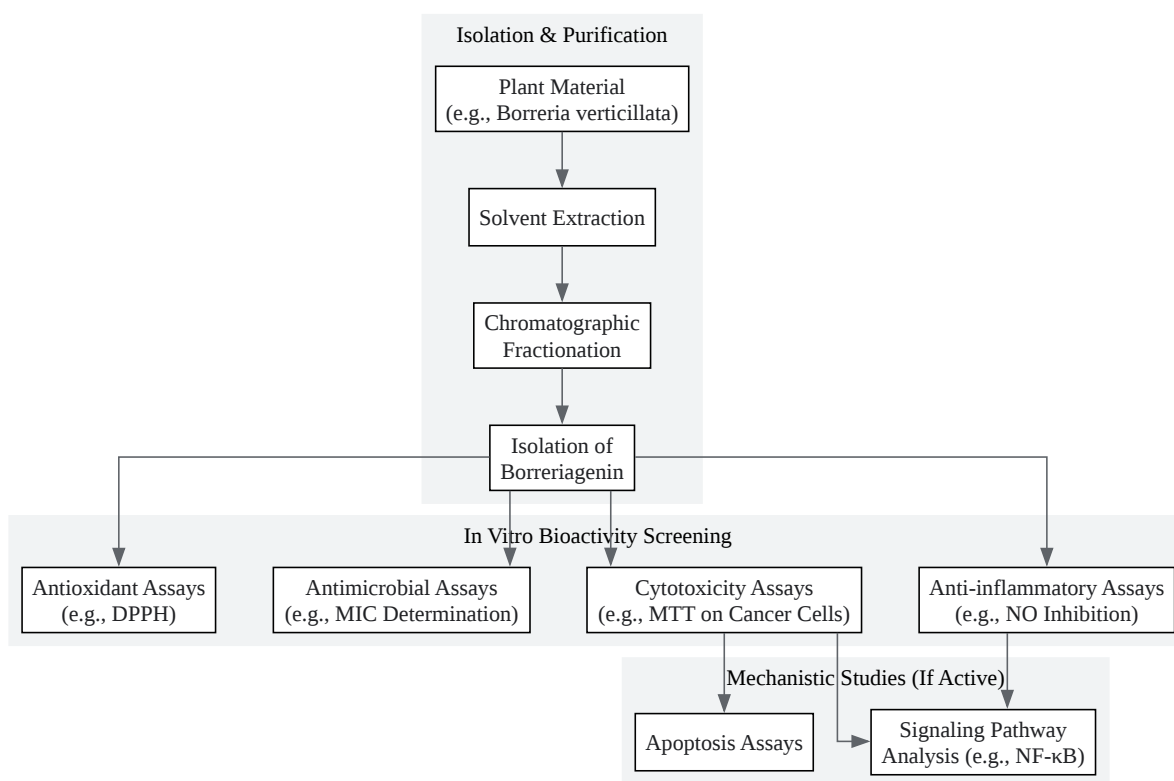 Isolation & Purification
Plant Material
(e.g., Borreria verticillata)
Solvent Extraction
Chromatographic
Fractionation
Isolation of
Borreriagenin
In Vitro Bioactivity Screening
Antioxidant Assays
(e.g., DPPH)
Antimicrobial Assays
(e.g., MIC Determination)
Cytotoxicity Assays
(e.g., MTT on Cancer Cells)
Anti-inflammatory Assays
(e.g., NO Inhibition)
Mechanistic Studies (If Active)
Apoptosis Assays
Signaling Pathway
Analysis (e.g., NF-κB)